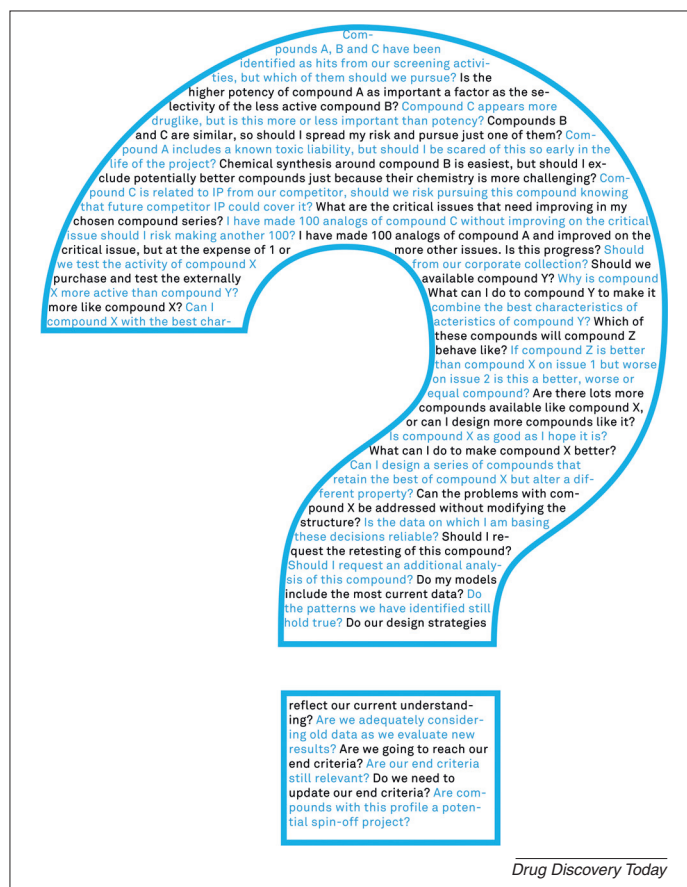 Com-
pounds A, B and C have been
identified as hits from our screening activi-
ties, but which of them should we pursue? Is the
higher potency of compound A as important a factor as the se-
lectivity of the less active compound B? Compound C appears more
druglike, but is this more or less important than potency? Compounds B
and C are similar, so should I spread my risk and pursue just one of them? Com-
pound A includes a known toxic liability, but should I be scared of this so early in the
life of the project? Chemical synthesis around compound B is easiest, but should I ex-
clude potentially better compounds just because their chemistry is more challenging? Com-
pound C is related to IP from our competitor, should we risk pursuing this compound knowing
that future competitor IP could cover it? What are the critical issues that need improving in my
chosen compound series? I have made 100 analogs of compound C without improving on the critical
issue should I risk making another 100? I have made 100 analogs of compound A and improved on the
critical issue, but at the expense of 1 or more other issues. Is this progress? Should
we test the activity of compound X from our corporate collection? Should we
purchase and test the externally available compound Y? Why is compound
X more active than compound Y? What can I do to compound Y to make it
more like compound X? Can I combine the best characteristics of
compound X with the best char- acteristics of compound Y? Which of
these compounds will compound Z
behave like? If compound Z is better
than compound X on issue 1 but worse
on issue 2 is this a better, worse or
equal compound? Are there lots more
compounds available like compound X,
or can I design more compounds like it?
Is compound X as good as I hope it is?
What can I do to make compound X better?
Can I design a series of compounds that
retain the best of compound X but alter a dif-
ferent property? Can the problems with com-
pound X be addressed without modifying the
structure? Is the data on which I am basing
these decisions reliable? Should I re-
quest the retesting of this compound?
Should I request an additional analy-
sis of this compound? Do my models
include the most current data? Do
the patterns we have identified still
hold true? Do our design strategies
reflect our current understand-
ing? Are we adequately consider-
ing old data as we evaluate new
results? Are we going to reach our
end criteria? Are our end criteria
still relevant? Do we need to
update our end criteria? Are com-
pounds with this profile a poten-
tial spin-off project?
Drug Discovery Today